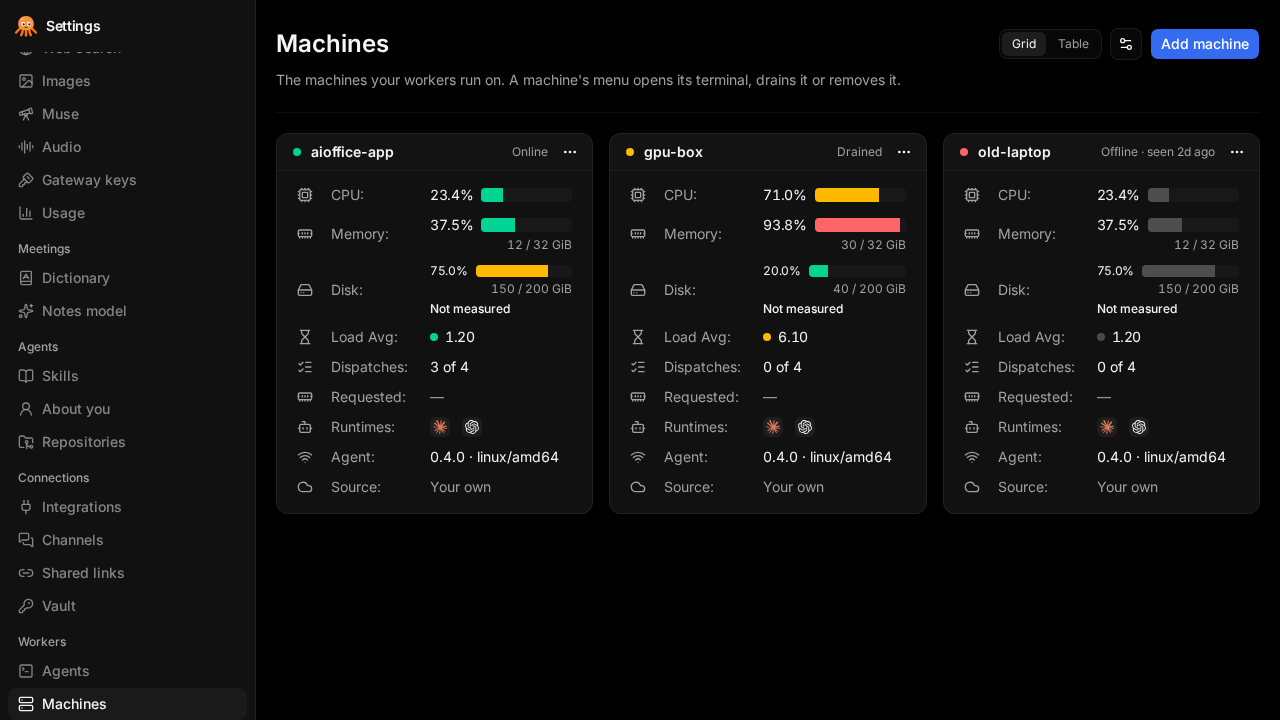 Settings
Web search
Images
Muse
Audio
Gateway keys
Usage
Meetings
Dictionary
Notes model
Agents
Skills
About you
Repositories
Connections
Integrations
Channels
Shared links
Vault
Workers
Agents
Machines
Machines
Grid
Table
Add machine
The machines your workers run on. A machine's menu opens its terminal, drains it or removes it.
aioffice-app
Online
CPU: 23.4%
Memory: 37.5%
12 / 32 GiB
Disk: 75.0%
150 / 200 GiB
Not measured
Load Avg: 1.20
Dispatches: 3 of 4
Requested: —
Runtimes:
Agent: 0.4.0 · linux/amd64
Source: Your own
gpu-box
Drained
CPU: 71.0%
Memory: 93.8%
30 / 32 GiB
Disk: 20.0%
40 / 200 GiB
Not measured
Load Avg: 6.10
Dispatches: 0 of 4
Requested: —
Runtimes:
Agent: 0.4.0 · linux/amd64
Source: Your own
old-laptop
Offline · seen 2d ago
CPU: 23.4%
Memory: 37.5%
12 / 32 GiB
Disk: 75.0%
150 / 200 GiB
Not measured
Load Avg: 1.20
Dispatches: 0 of 4
Requested: —
Runtimes:
Agent: 0.4.0 · linux/amd64
Source: Your own